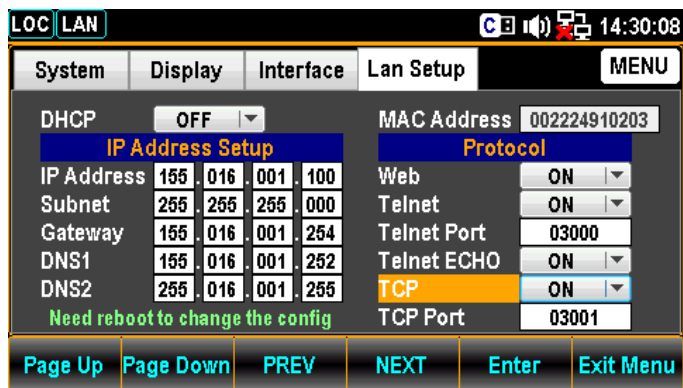 LOC LAN C 14:30:08
System Display Interface Lan Setup MENU
DHCP OFF
IP Address Setup
IP Address 155 . 016 . 001 . 100
Subnet 255 . 255 . 255 . 000
Gateway 155 . 016 . 001 . 254
DNS1 155 . 016 . 001 . 252
DNS2 255 . 016 . 001 . 255
Need reboot to change the config
MAC Address 002224910203
Protocol
Web ON
Telnet ON
Telnet Port 03000
Telnet ECHO ON
TCP ON
TCP Port 03001
Page Up Page Down PREV NEXT Enter Exit Menu